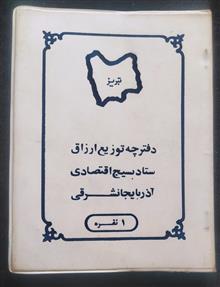 تبریز
دفترچه توزیع ارزاق
ستاد بسیج اقتصادی
آذربایجانشرقی
۱ نفره